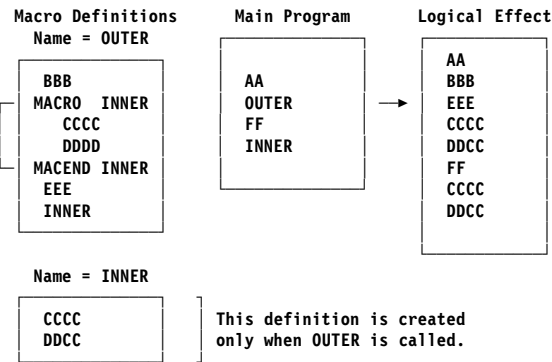 Macro Definitions
Name = OUTER
BBB
MACRO INNER
CCCC
DDDD
MACEND INNER
EEE
INNER
Main Program
AA
OUTER
FF
INNER
Logical Effect
AA
BBB
EEE
CCCC
DDCC
FF
CCCC
DDCC
Name = INNER
CCCC
DDCC
This definition is created
only when OUTER is called.